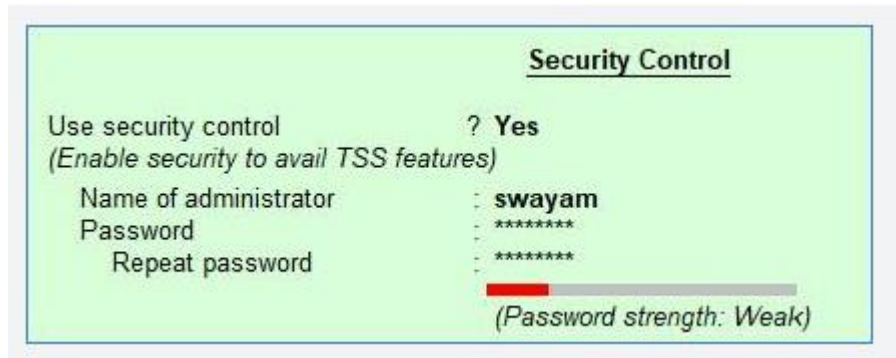 Security Control
Use security control ? Yes
(Enable security to avail TSS features)
Name of administrator : swayam
Password : ********
Repeat password : ********
(Password strength: Weak)